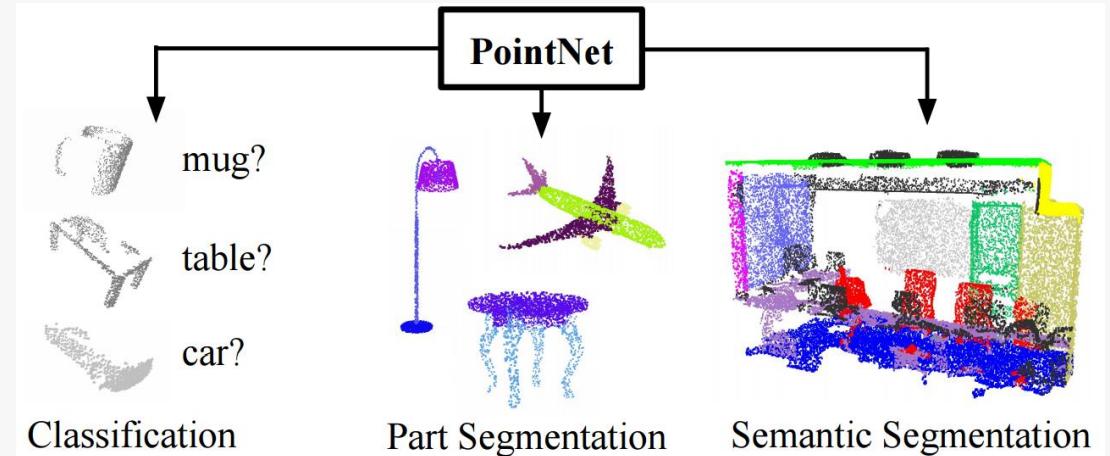 PointNet
mug?
table?
car?
Classification
Part Segmentation
Semantic Segmentation